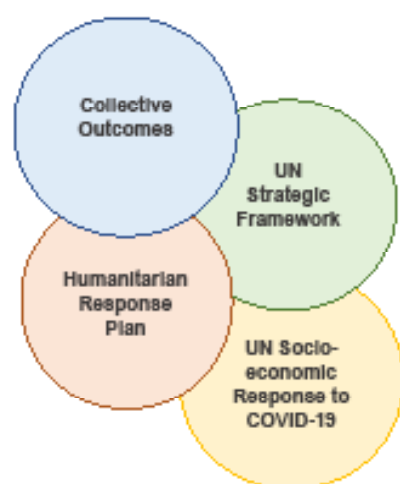 Collective
Outcomes
UN
Strategic
Framework
Humanitarian
Response
Plan
UN Socio-
economic
Response to
COVID-19